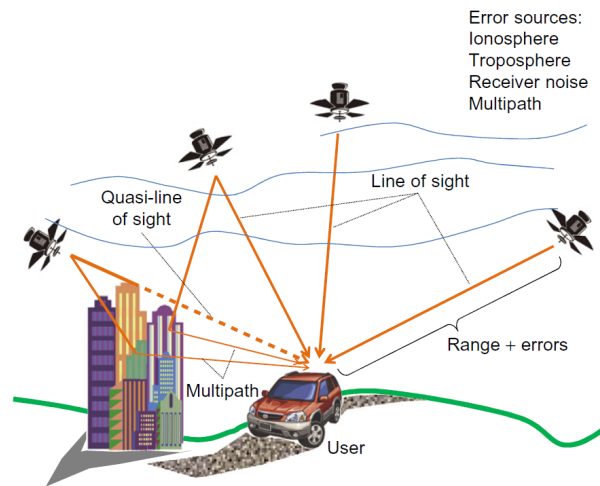 Error sources:
Ionosphere
Troposphere
Receiver noise
Multipath
Quasi-line
of sight
Line of sight
Range + errors
Multipath
User